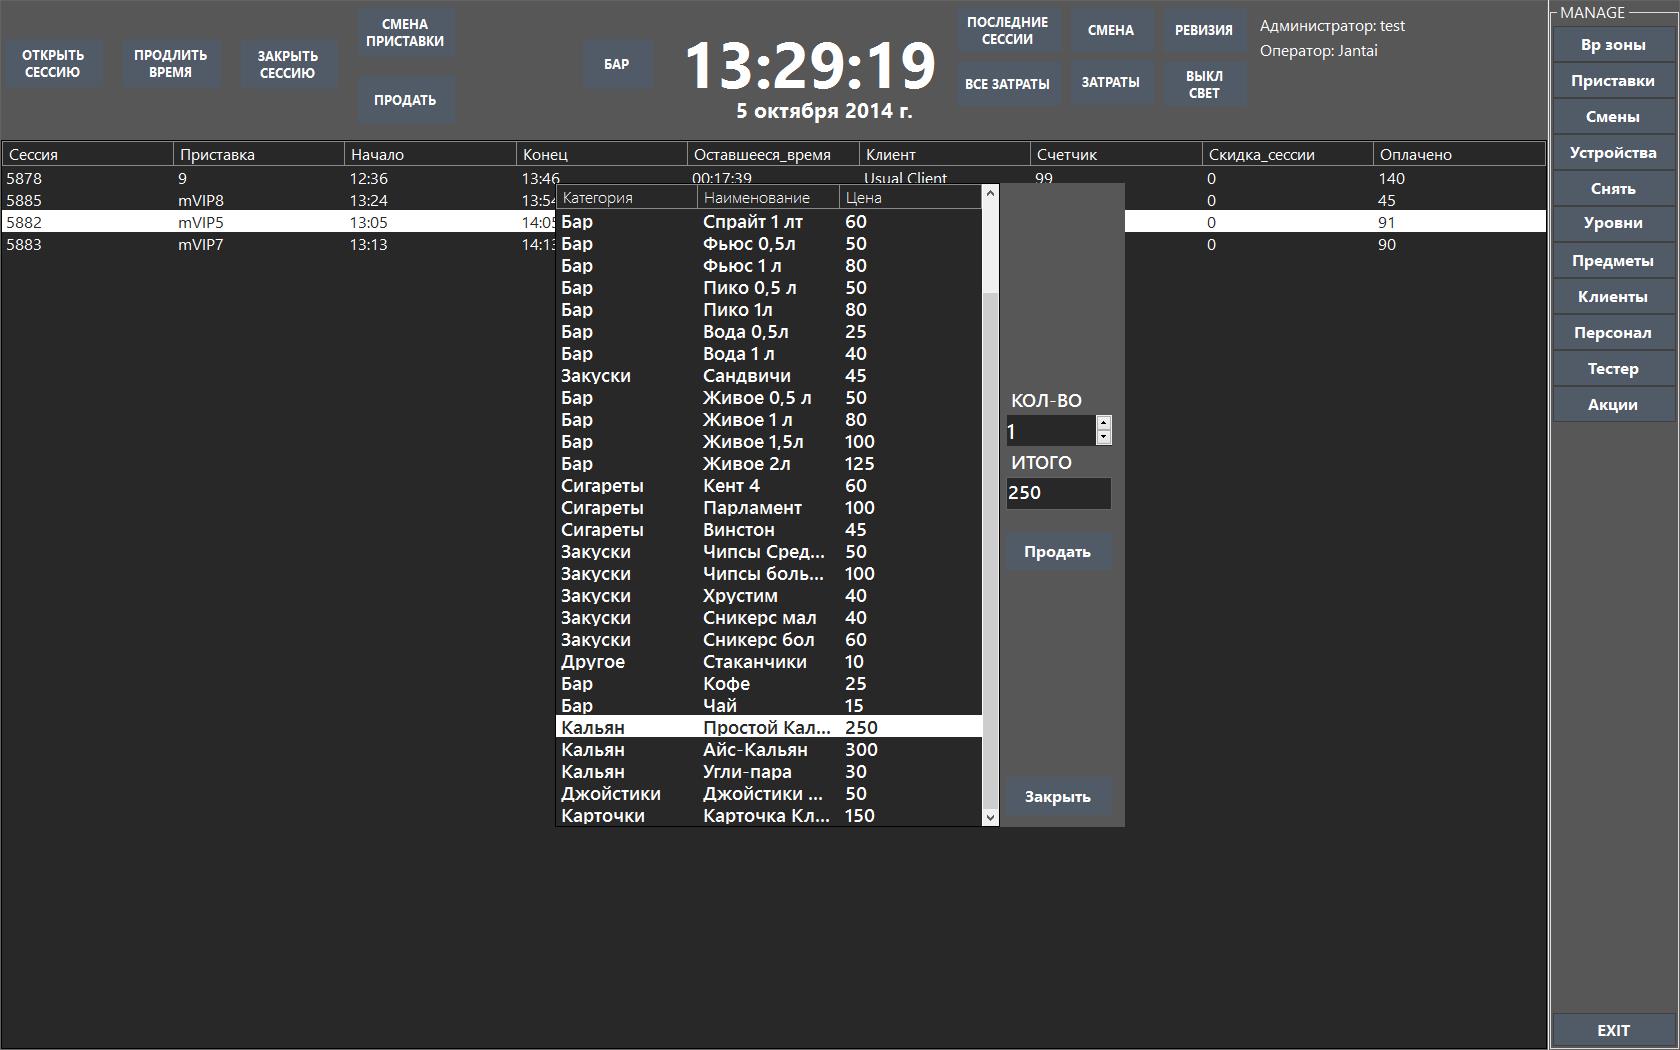 ОТКРЫТЬ
СЕССИЮ
ПРОДЛИТЬ
ВРЕМЯ
ЗАКРЫТЬ
СЕССИЮ
СМЕНА
ПРИСТАВКИ
ПРОДАТЬ
БАР
13:29:19
5 октября 2014 г.
ПОСЛЕДНИЕ
СЕССИИ
СМЕНА
РЕВИЗИЯ
ВСЕ ЗАТРАТЫ
ЗАТРАТЫ
ВЫКЛ
СВЕТ
Администратор: test
Оператор: Jantai
Сессия Приставка Начало Конец Оставшееся_время Клиент Счетчик Скидка_сессии Оплачено
5878 9 12:36 13:46 00:17:39 Usual Client 99 0 140
5885 mVIP8 13:24 13:54 0 45
5882 mVIP5 13:05 14:05 0 91
5883 mVIP7 13:13 14:13 0 90
Категория Наименование Цена
Бар Спрайт 1 лт 60
Бар Фьюс 0,5л 50
Бар Фьюс 1 л 80
Бар Пико 0,5 л 50
Бар Пико 1л 80
Бар Вода 0,5л 25
Бар Вода 1 л 40
Закуски Сандвичи 45
Бар Живое 0,5 л 50
Бар Живое 1 л 80
Бар Живое 1,5л 100
Бар Живое 2л 125
Сигареты Кент 4 60
Сигареты Парламент 100
Сигареты Винстон 45
Закуски Чипсы Сред... 50
Закуски Чипсы боль... 100
Закуски Хрустим 40
Закуски Сникерс мал 40
Закуски Сникерс бол 60
Другое Стаканчики 10
Бар Кофе 25
Бар Чай 15
Кальян Простой Кал... 250
Кальян Айс-Кальян 300
Кальян Угли-пара 30
Джойстики Джойстики ... 50
Карточки Карточка Кл... 150
КОЛ-ВО
1
ИТОГО
250
Продать
Закрыть
MANAGE
Вр зоны
Приставки
Смены
Устройства
Снять
Уровни
Предметы
Клиенты
Персонал
Тестер
Акции
EXIT